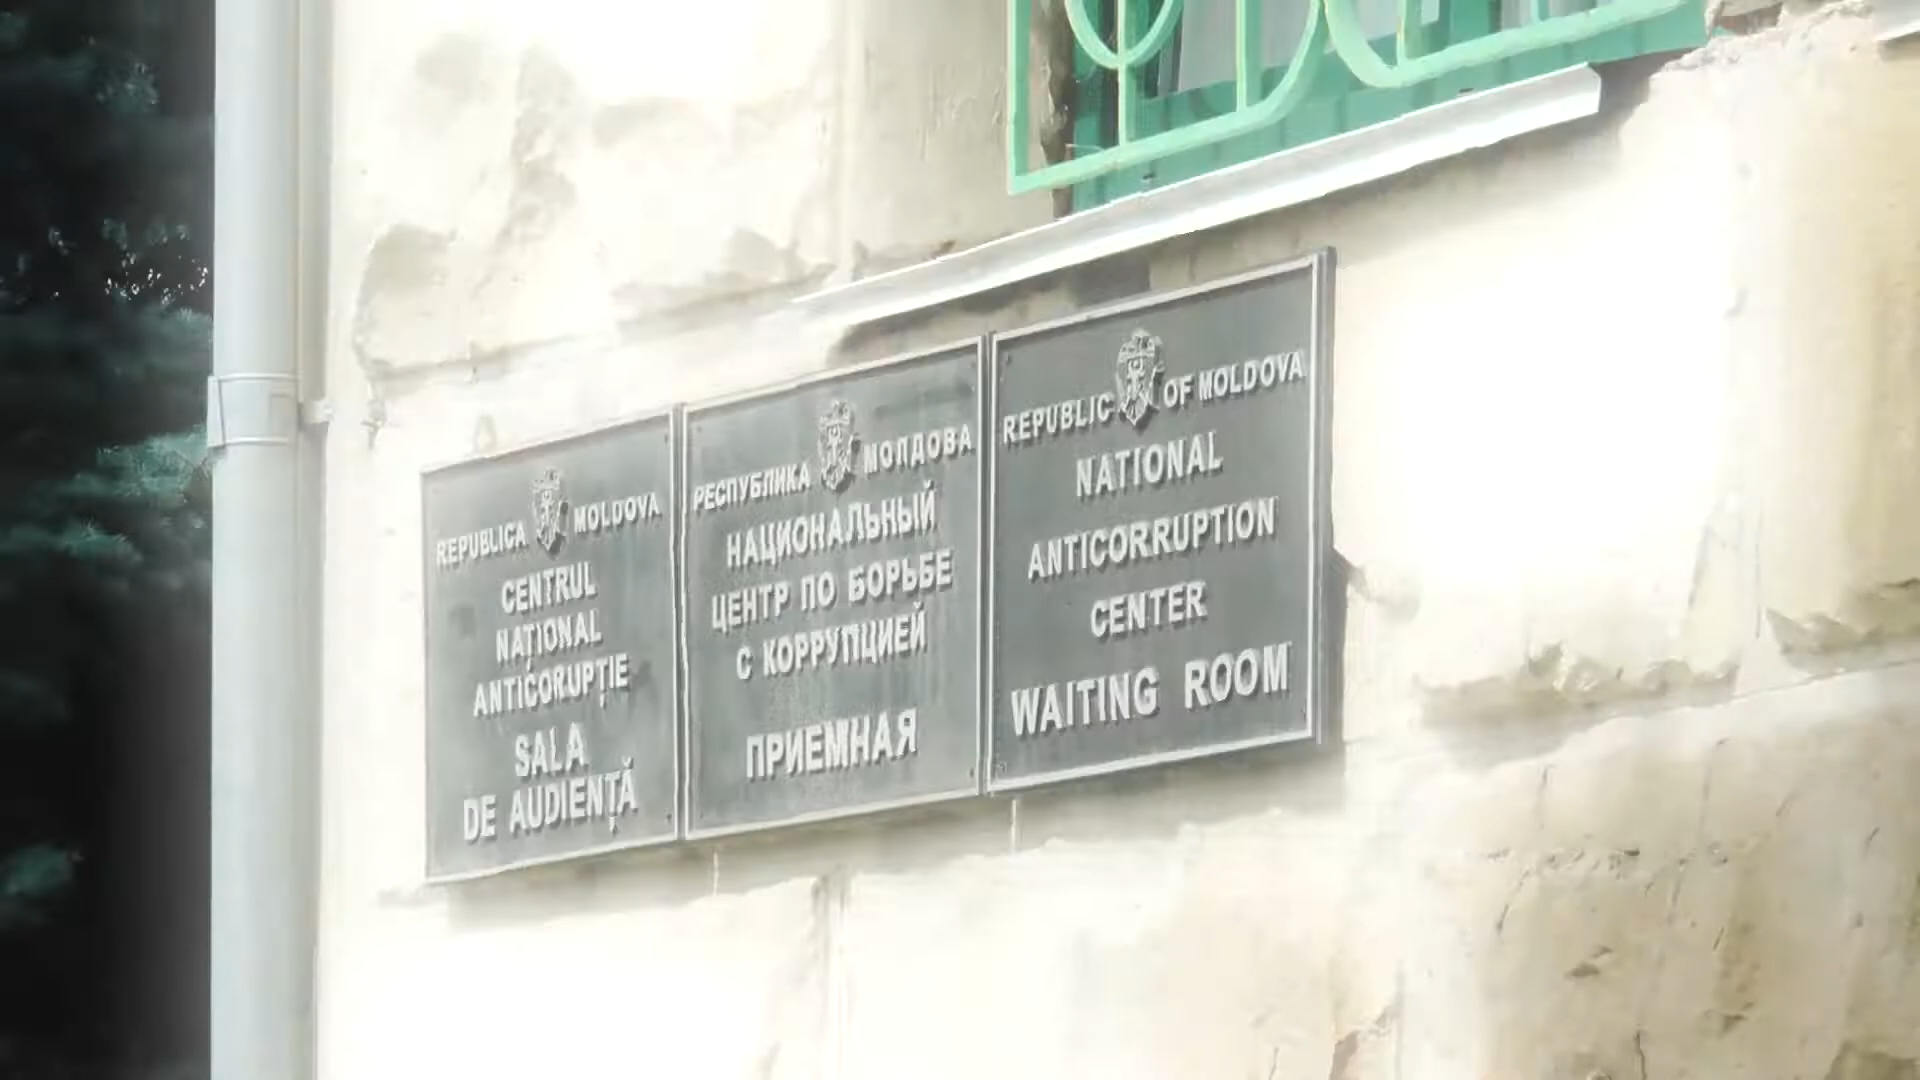 REPUBLICA MOLDOVA
CENTRUL
NAȚIONAL
ANTICORUPȚIE
SALA
DE AUDIENȚĂ
РЕСПУБЛИКА МОЛДОВА
НАЦИОНАЛЬНЫЙ
ЦЕНТР ПО БОРЬБЕ
С КОРРУПЦИЕЙ
ПРИЕМНАЯ
REPUBLIC OF MOLDOVA
NATIONAL
ANTICORRUPTION
CENTER
WAITING ROOM